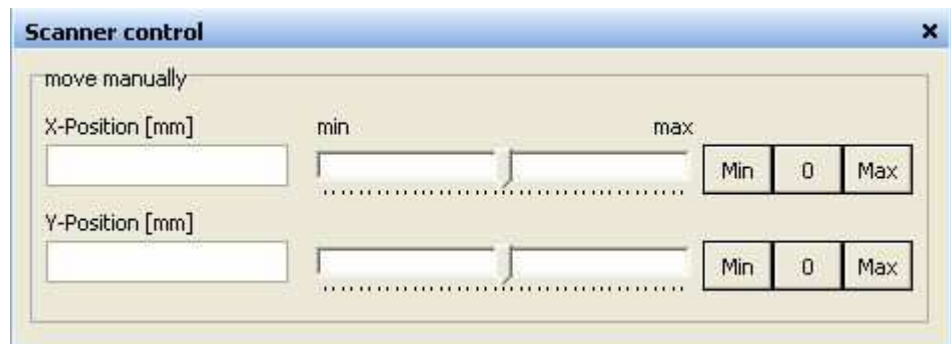 Scanner control
move manually
X-Position [mm] min max
Min 0 Max
Y-Position [mm]
Min 0 Max